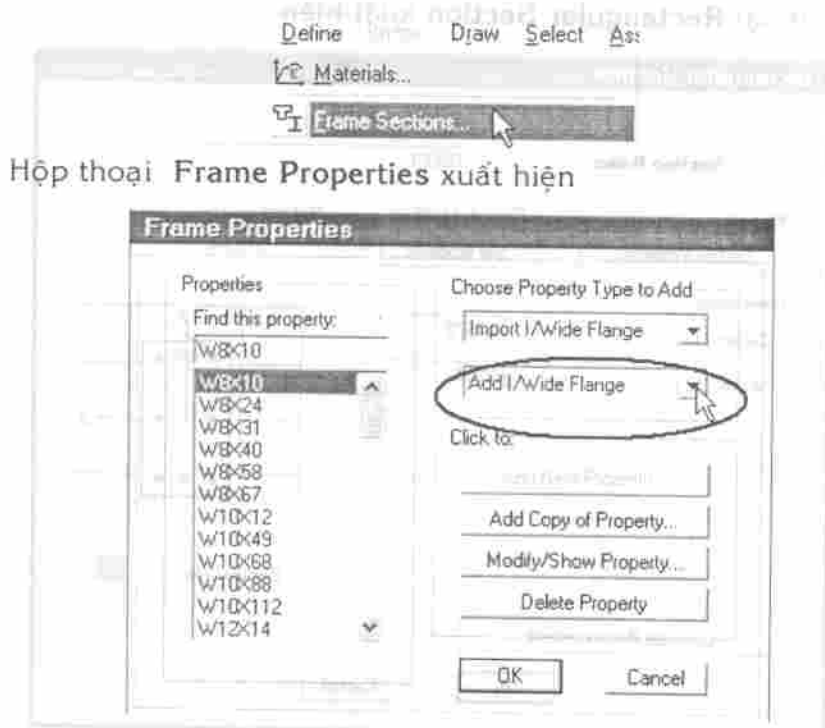 Define Draw Select Ass
Materials...
Frame Sections...
Hộp thoại Frame Properties xuất hiện
Frame Properties
Properties
Find this property:
W8X10
W8X10
W8X24
W8X31
W8X40
W8X58
W8X67
W10X12
W10X49
W10X68
W10X88
W10X112
W12X14
Choose Property Type to Add
Import I/Wide Flange
Add I/Wide Flange
Click to:
Add Copy of Property...
Modify/Show Property...
Delete Property
OK Cancel